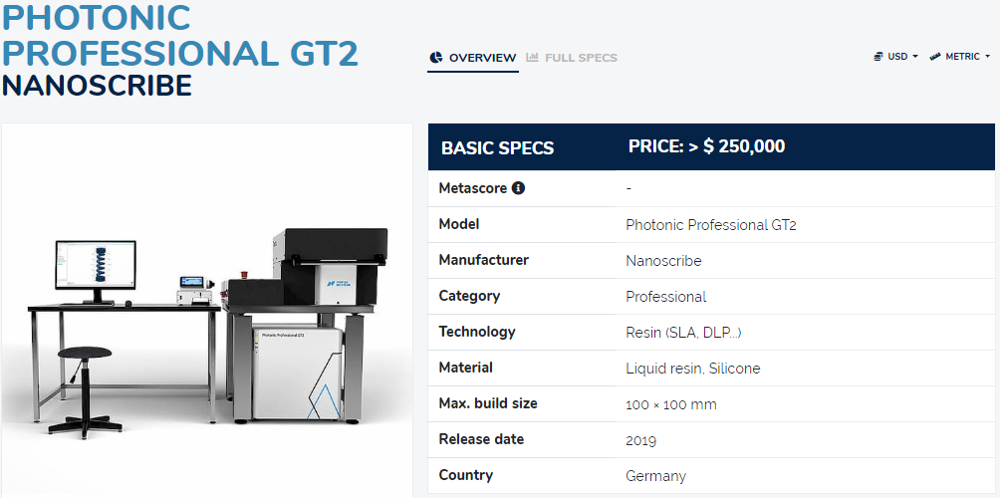 PHOTONIC
PROFESSIONAL GT2
NANOSCRIBE
OVERVIEW
FULL SPECS
USD
METRIC
BASIC SPECS PRICE: > $ 250,000
Metascore -
Model Photonic Professional GT2
Manufacturer Nanoscribe
Category Professional
Technology Resin (SLA, DLP...)
Material Liquid resin, Silicone
Max. build size 100 × 100 mm
Release date 2019
Country Germany
Photonic Professional GT2